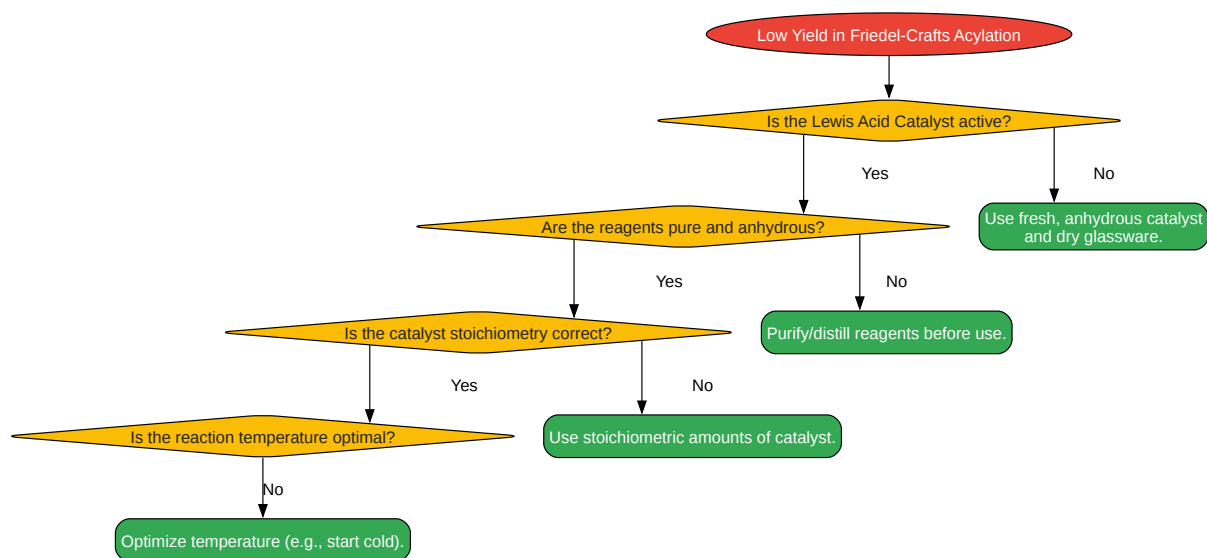 Low Yield in Friedel-Crafts Acylation
Is the Lewis Acid Catalyst active?
Yes
No
Use fresh, anhydrous catalyst
and dry glassware.
Are the reagents pure and anhydrous?
Yes
No
Purify/distill reagents before use.
Is the catalyst stoichiometry correct?
Yes
No
Use stoichiometric amounts of catalyst.
Is the reaction temperature optimal?
No
Optimize temperature (e.g., start cold).